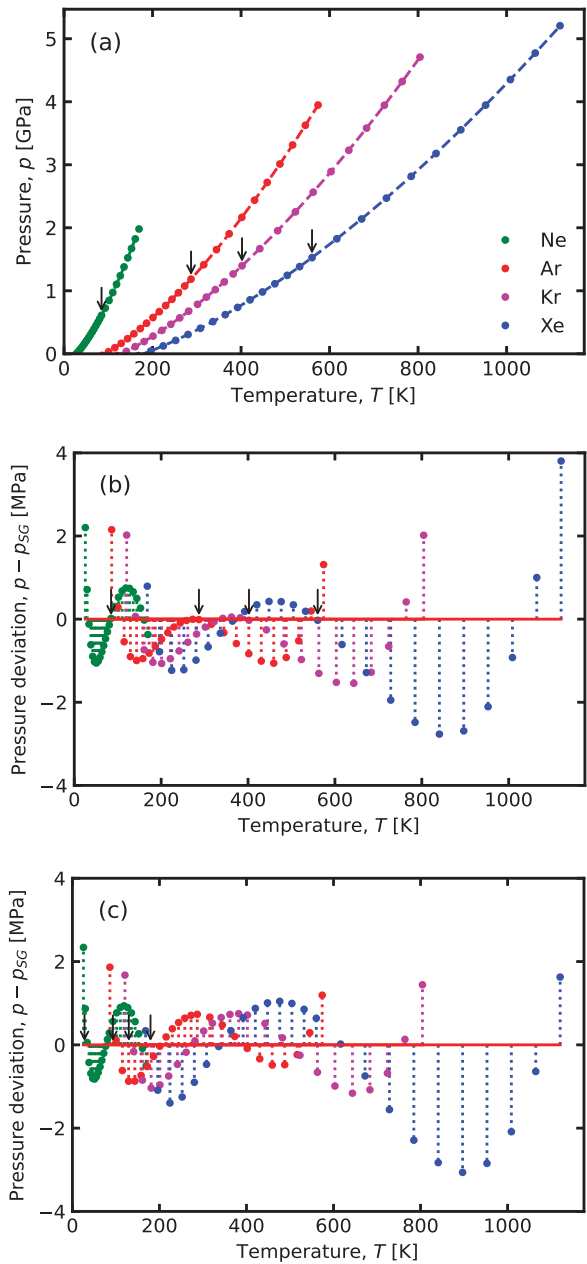 (a)
Pressure, p [GPa]
5
4
3
2
1
0
Ne
Ar
Kr
Xe
0 200 400 600 800 1000
Temperature, T [K]
(b)
Pressure deviation, p − pSG [MPa]
4
2
0
−2
−4
0 200 400 600 800 1000
Temperature, T [K]
(c)
Pressure deviation, p − pSG [MPa]
4
2
0
−2
−4
0 200 400 600 800 1000
Temperature, T [K]